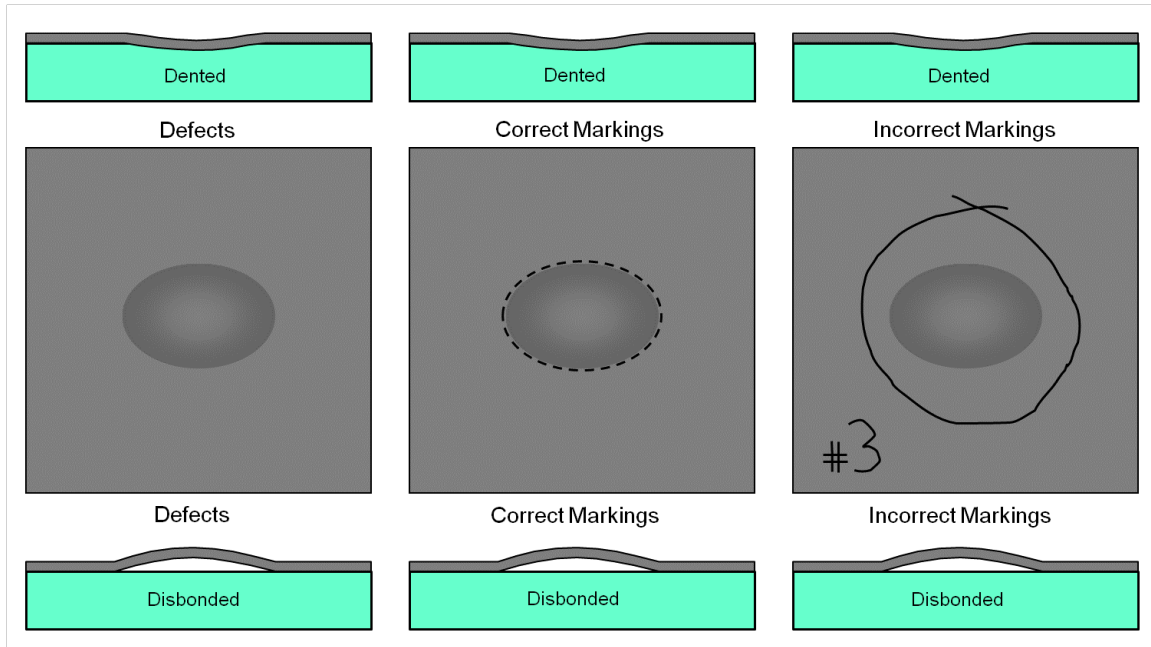 Dented Dented Dented
Defects Correct Markings Incorrect Markings
#3
Defects Correct Markings Incorrect Markings
Disbonded Disbonded Disbonded